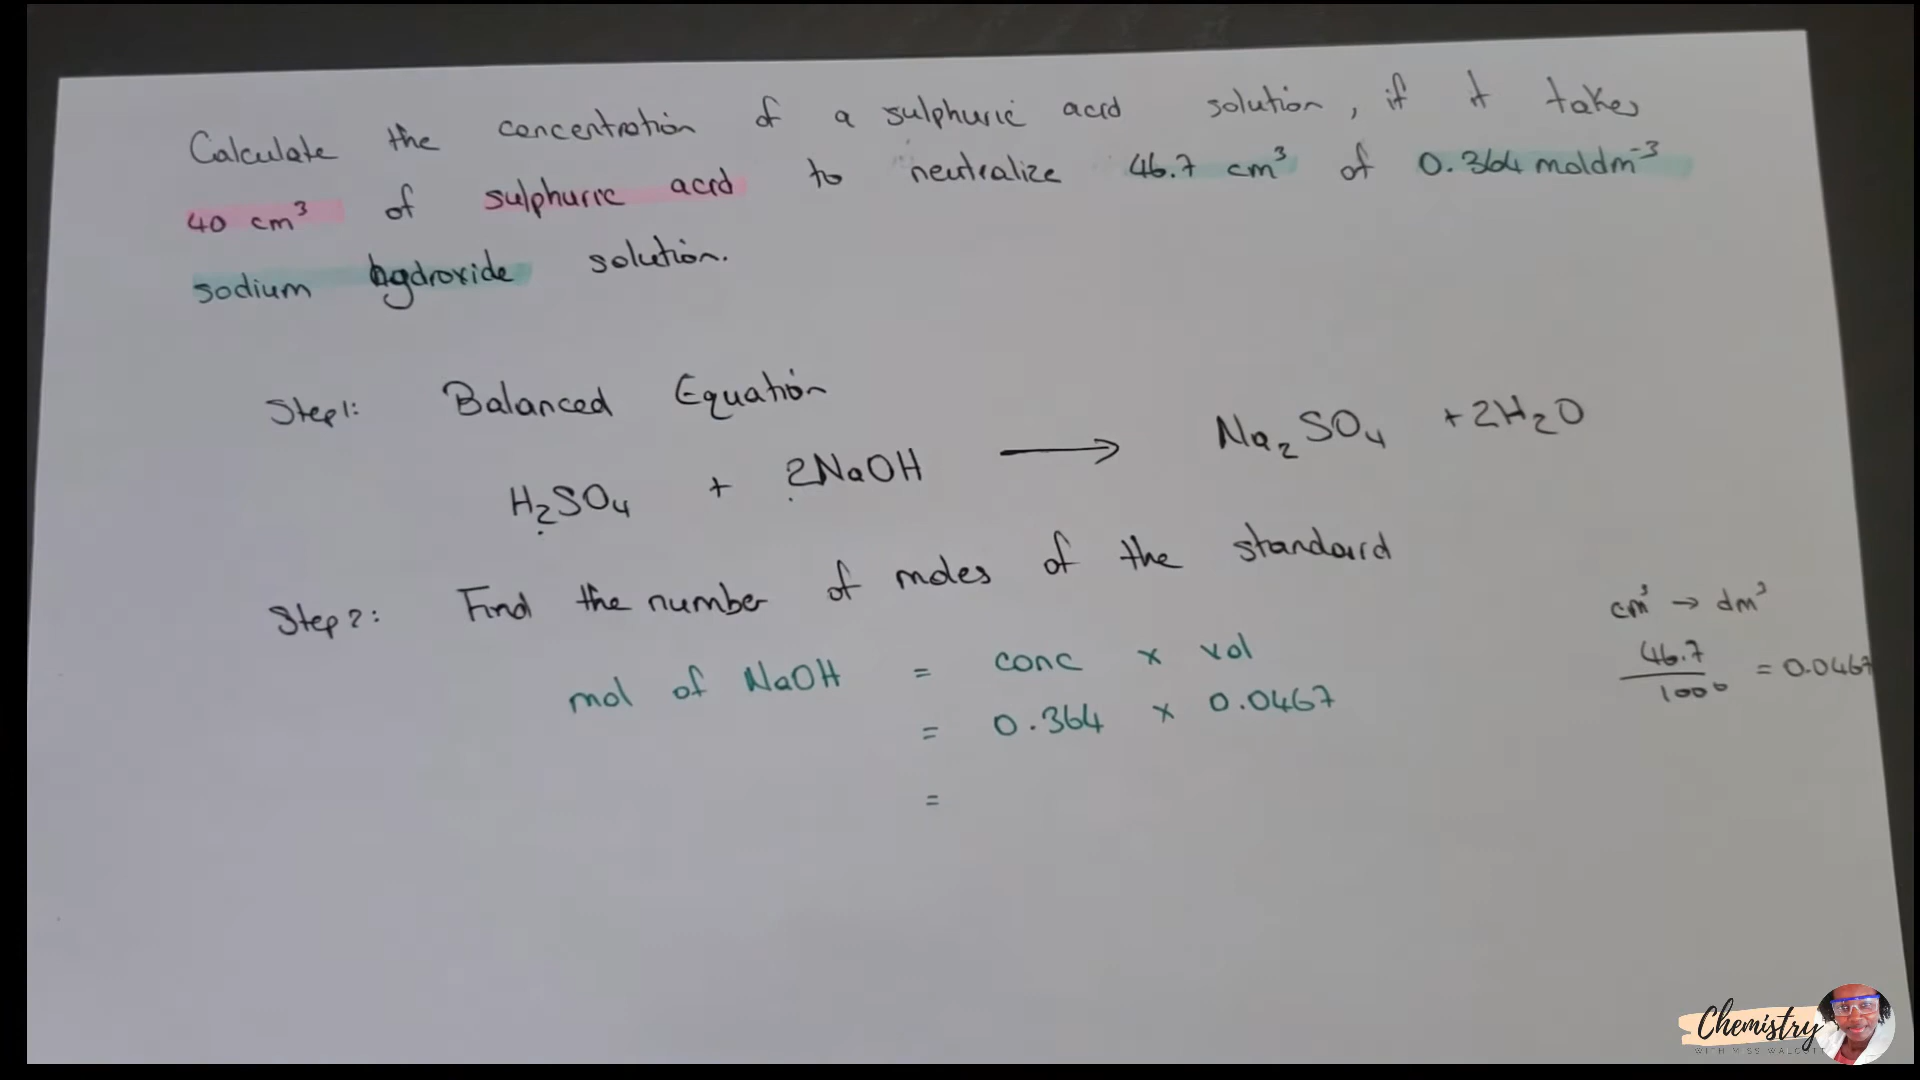 Calculate the concentration of a sulphuric acid solution, if it takes
40 cm³ of sulphuric acid to neutralize 46.7 cm³ of 0.364 moldm⁻³
sodium hydroxide solution.
Step1: Balanced Equation
H₂SO₄ + 2NaOH → Na₂SO₄ + 2H₂O
Step 2: Find the number of moles of the standard
cm³ → dm³
46.7
1000
= 0.0467
mol of NaOH = conc x vol
= 0.364 x 0.0467
=
Chemistry
WITH MISS WALCOTT